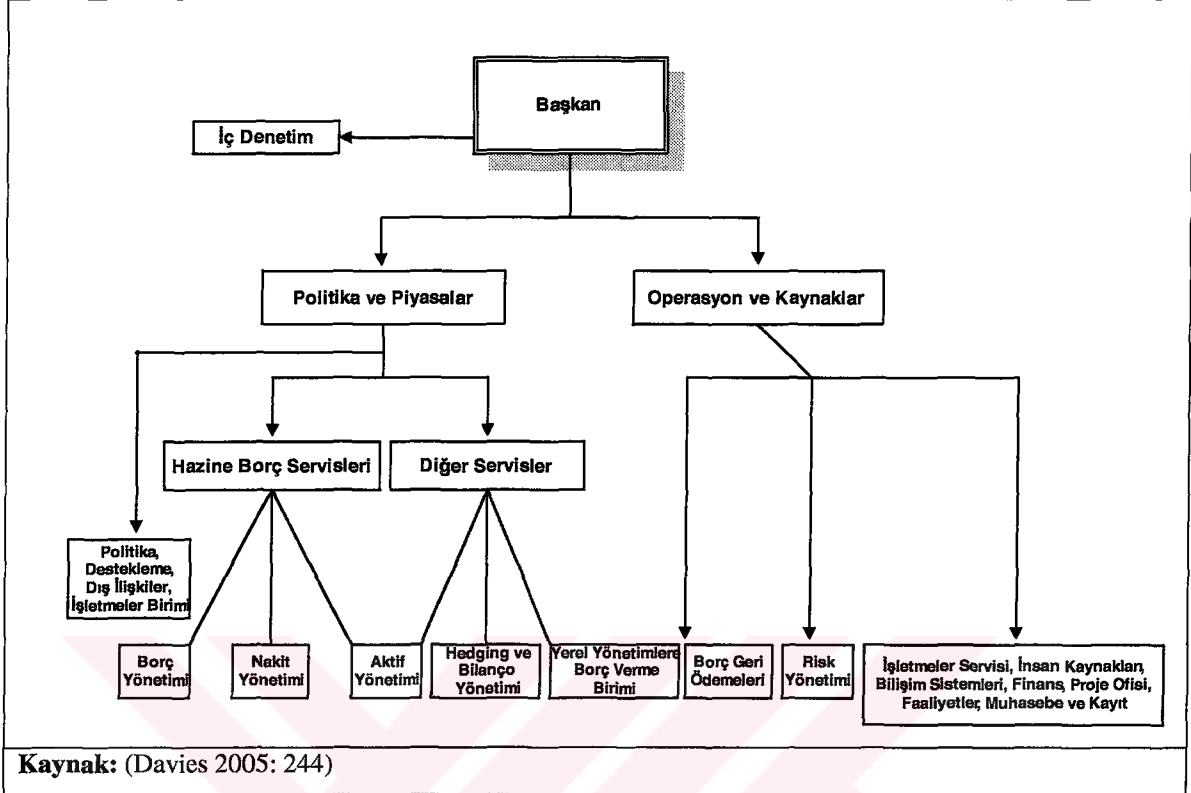 Başkan
İç Denetim
Politika ve Piyasalar
Operasyon ve Kaynaklar
Hazine Borç Servisleri
Diğer Servisler
Politika,
Destekleme,
Dış İlişkiler,
İşletmeler Birimi
Borç
Yönetimi
Nakit
Yönetimi
Aktif
Yönetimi
Hedging ve
Bilanço
Yönetimi
Yerel Yönetimlere
Borç Verme
Birimi
Borç Geri
Ödemeleri
Risk
Yönetimi
İşletmeler Servisi, İnsan Kaynakları,
Bilişim Sistemleri, Finans, Proje Ofisi,
Faaliyetler, Muhasebe ve Kayıt
Kaynak: (Davies 2005: 244)